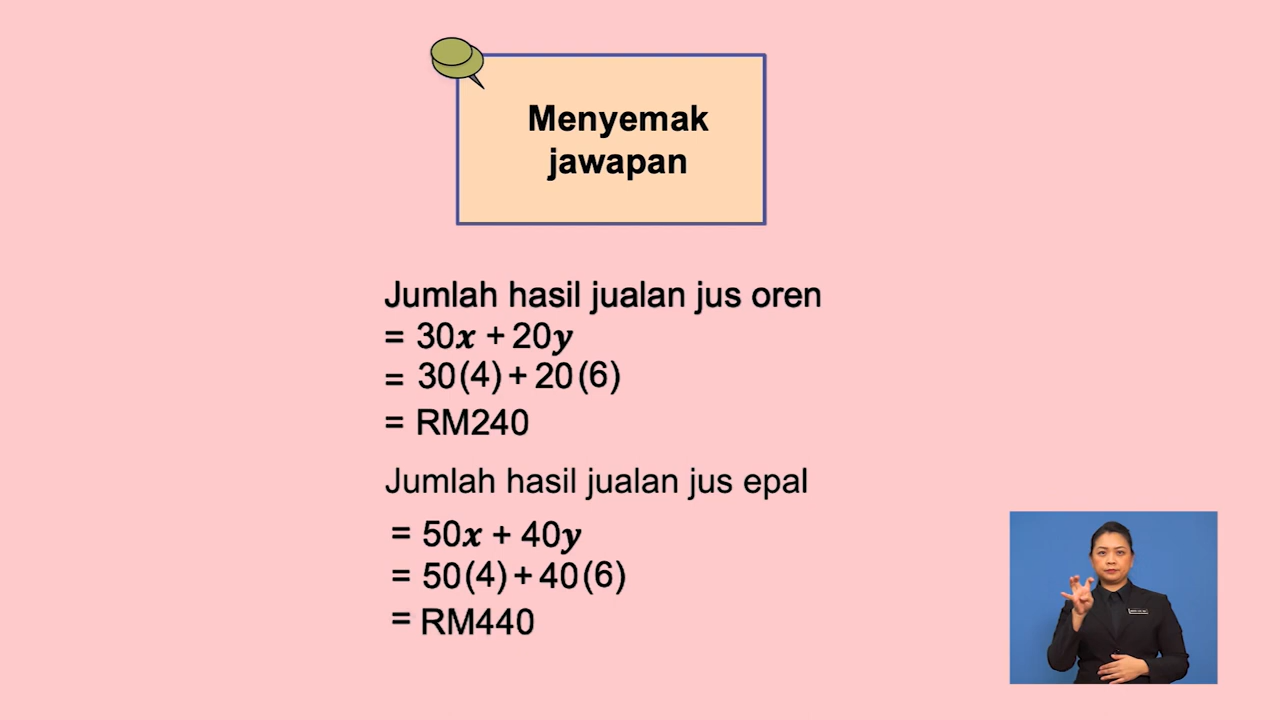 Menyemak
jawapan
Jumlah hasil jualan jus oren
= 30x + 20y
= 30(4) + 20(6)
= RM240
Jumlah hasil jualan jus epal
= 50x + 40y
= 50(4) + 40(6)
= RM440